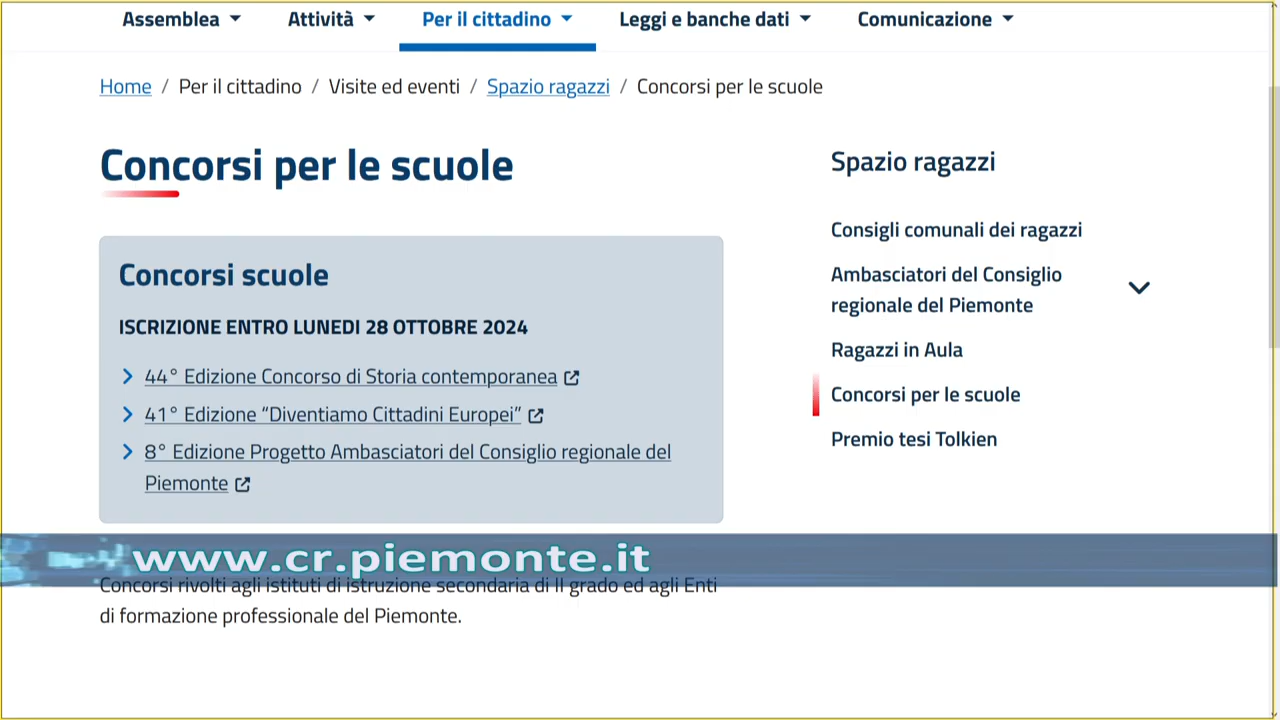 Assemblea Attività Per il cittadino Leggi e banche dati Comunicazione
Home / Per il cittadino / Visite ed eventi / Spazio ragazzi / Concorsi per le scuole
Concorsi per le scuole
Concorsi scuole
ISCRIZIONE ENTRO LUNEDI 28 OTTOBRE 2024
44° Edizione Concorso di Storia contemporanea
41° Edizione “Diventiamo Cittadini Europei”
8° Edizione Progetto Ambasciatori del Consiglio regionale del
Piemonte
www.cr.piemonte.it
Concorsi rivolti agli istituti di istruzione secondaria di II grado ed agli Enti
di formazione professionale del Piemonte.
Spazio ragazzi
Consigli comunali dei ragazzi
Ambasciatori del Consiglio
regionale del Piemonte
Ragazzi in Aula
Concorsi per le scuole
Premio tesi Tolkien